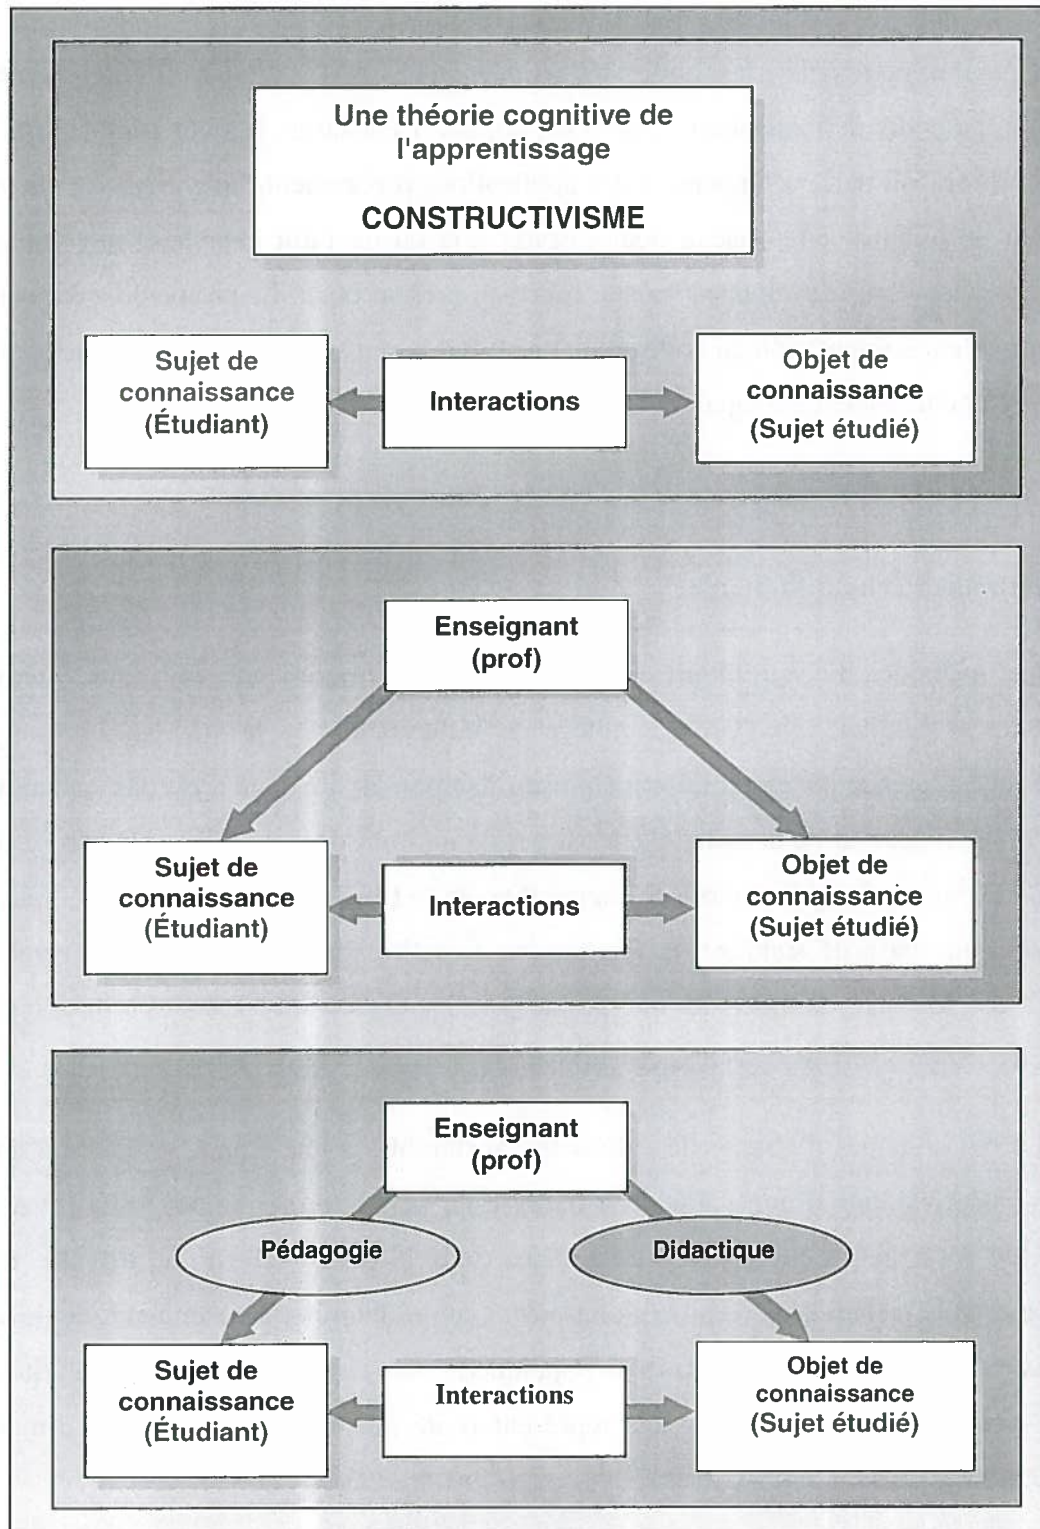 Une théorie cognitive de
l'apprentissage
CONSTRUCTIVISME
Sujet de
connaissance
(Étudiant)
Interactions
Objet de
connaissance
(Sujet étudié)
Enseignant
(prof)
Sujet de
connaissance
(Étudiant)
Interactions
Objet de
connaissance
(Sujet étudié)
Enseignant
(prof)
Pédagogie
Didactique
Sujet de
connaissance
(Étudiant)
Interactions
Objet de
connaissance
(Sujet étudié)